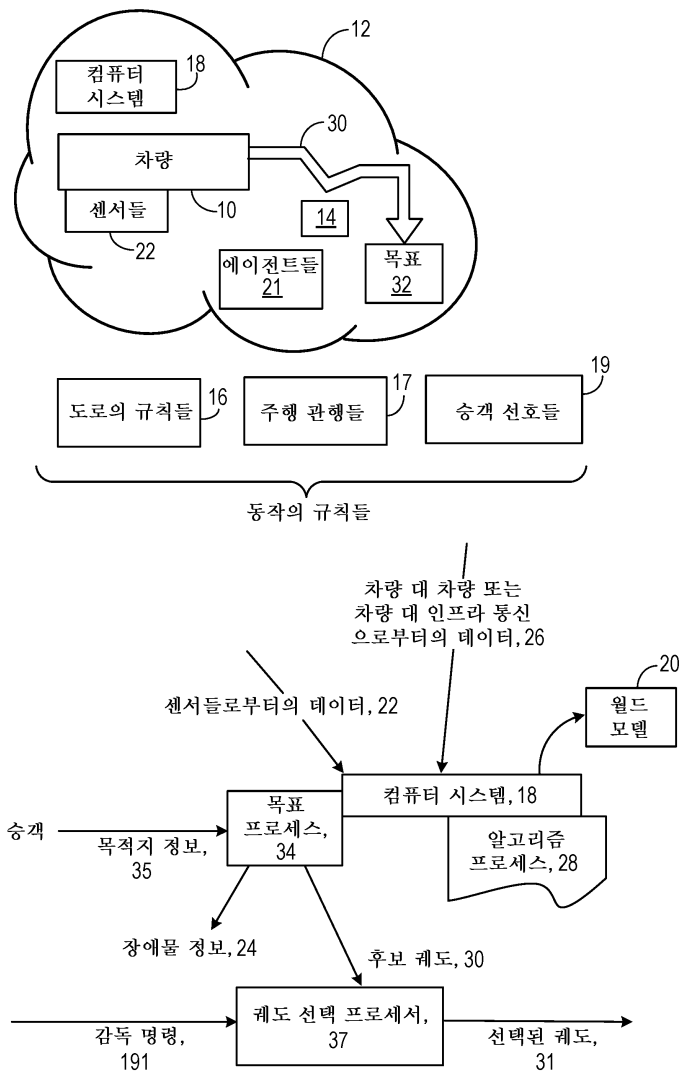 12
18
컴퓨터
시스템
30
차량
센서들
10
22
14
에이전트들
21
목표
32
16
도로의 규칙들
17
주행 관행들
19
승객 선호들
동작의 규칙들
차량 대 차량 또는
차량 대 인프라 통신
으로부터의 데이터, 26
20
월드
모델
센서들로부터의 데이터, 22
컴퓨터 시스템, 18
목표
프로세스,
34
알고리즘
프로세스, 28
승객
목적지 정보,
35
장애물 정보, 24
후보 궤도, 30
감독 명령,
191
궤도 선택 프로세서,
37
선택된 궤도,
31